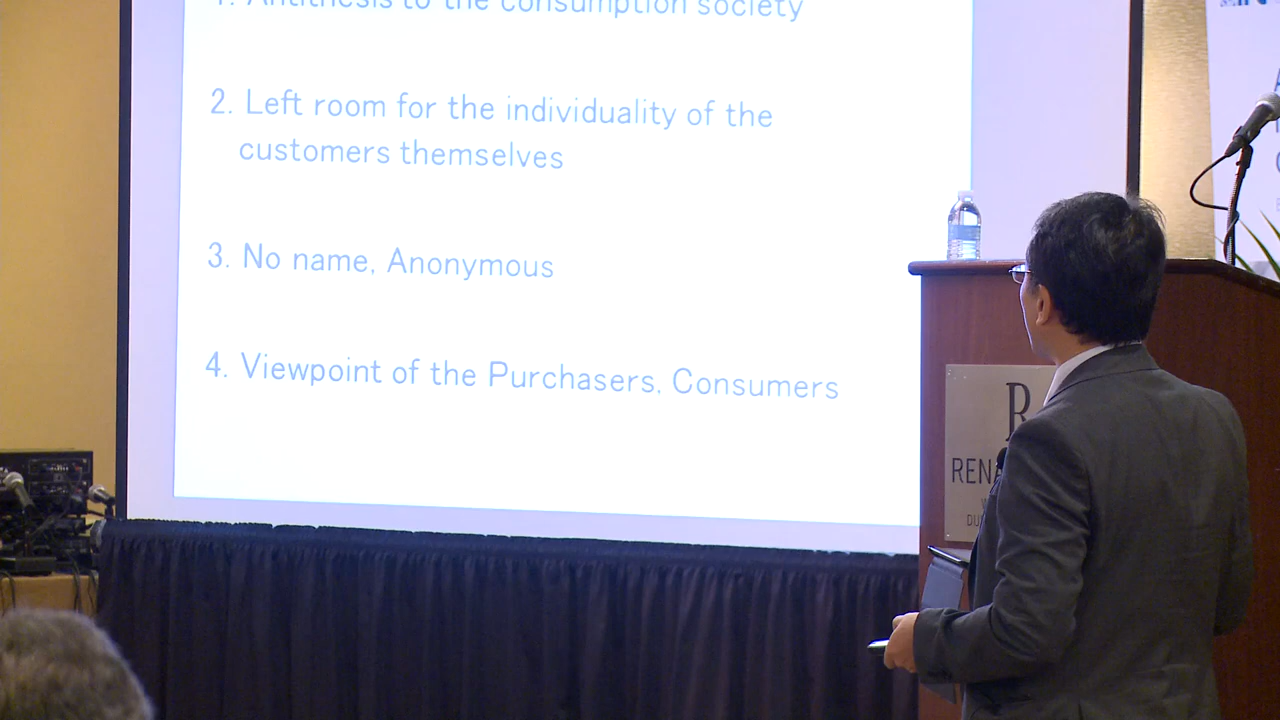 1. Antithesis to the consumption society
2. Left room for the individuality of the
customers themselves
3. No name, Anonymous
4. Viewpoint of the Purchasers, Consumers
R